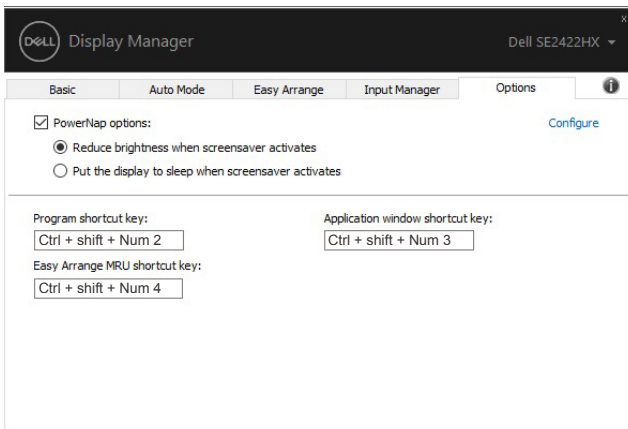 x
DELL Display Manager
Dell SE2422HX
Basic Auto Mode Easy Arrange Input Manager Options i
PowerNap options: Configure
Reduce brightness when screensaver activates
Put the display to sleep when screensaver activates
Program shortcut key: Application window shortcut key:
Ctrl + shift + Num 2 Ctrl + shift + Num 3
Easy Arrange MRU shortcut key:
Ctrl + shift + Num 4